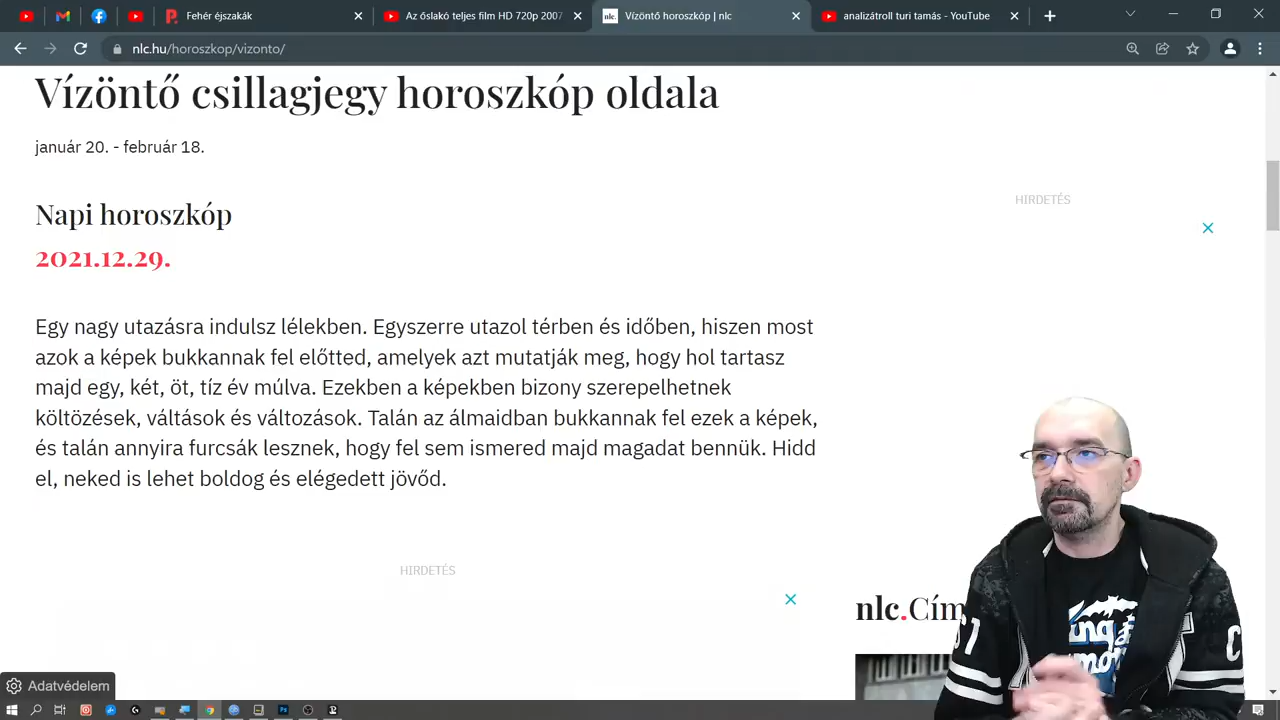 Fehér éjszakák
Az őslakó teljes film HD 720p 2007
Vízöntő horoszkóp | nlc
analizátroll turi tamás - YouTube
nlc.hu/horoszkop/vizonto/
Vízöntő csillagjegy horoszkóp oldala
január 20. - február 18.
Napi horoszkóp
2021.12.29.
HIRDETÉS
Egy nagy utazásra indulsz lélekben. Egyszerre utazol térben és időben, hiszen most
azok a képek bukkannak fel előtted, amelyek azt mutatják meg, hogy hol tartasz
majd egy, két, öt, tíz év múlva. Ezekben a képekben bizony szerepelhetnek
költözések, váltások és változások. Talán az álmaidban bukkannak fel ezek a képek,
és talán annyira furcsák lesznek, hogy fel sem ismered majd magadat bennük. Hidd
el, neked is lehet boldog és elégedett jövőd.
HIRDETÉS
nlc.Cím
Adatvédelem